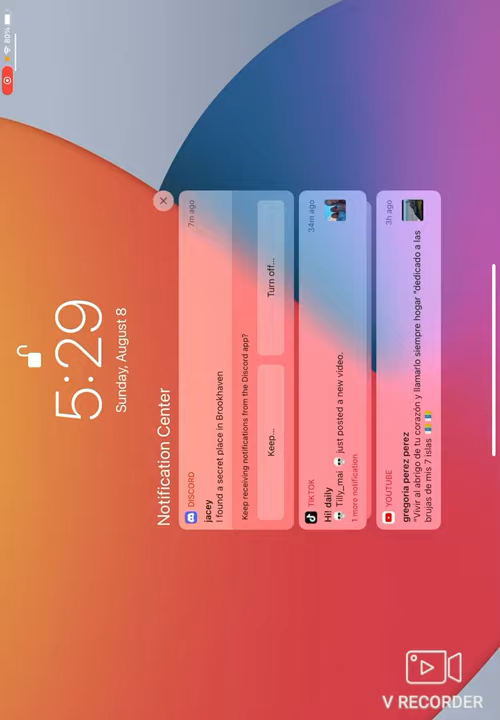 80%
5:29
Sunday, August 8
Notification Center
DISCORD
7m ago
jacey
I found a secret place in Brookhaven
Keep receiving notifications from the Discord app?
Keep...
Turn off...
TIKTOK
34m ago
Hi! daily
💀 Tilly_mai 💀 just posted a new video.
1 more notification
YOUTUBE
3h ago
gregoria perez perez
"Vivir al abrigo de tu corazón y llamarlo siempre hogar "dedicado a las
brujas de mis 7 islas
V RECORDER